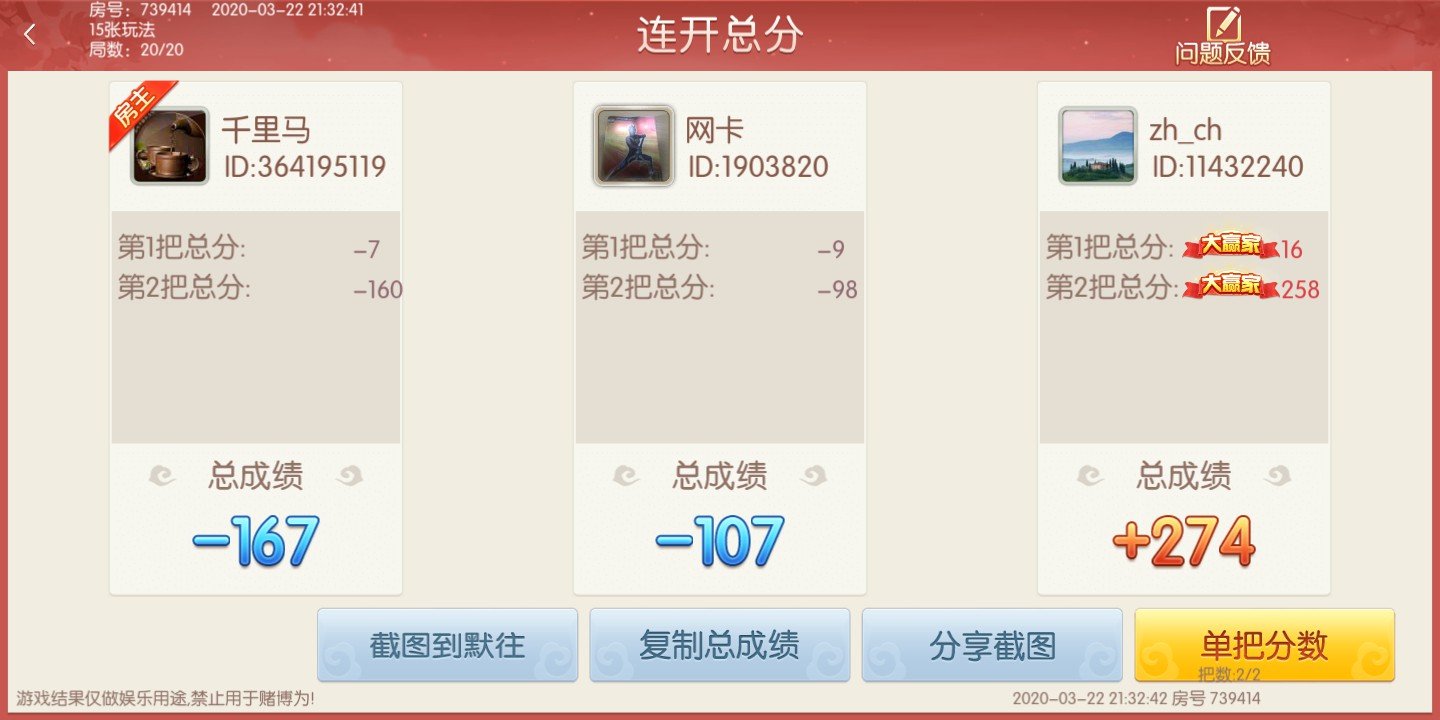 房号：739414 2020-03-22 21:32:41
15张玩法
局数：20/20
连开总分
问题反馈
房主
千里马
ID:364195119
第1把总分: -7
第2把总分: -160
总成绩
-167
网卡
ID:1903820
第1把总分: -9
第2把总分: -98
总成绩
-107
zh_ch
ID:11432240
第1把总分: 大赢家 16
第2把总分: 大赢家 258
总成绩
+274
截图到默往
复制总成绩
分享截图
单把分数
把数:2/2
游戏结果仅做娱乐用途,禁止用于赌博为!
2020-03-22 21:32:42 房号 739414